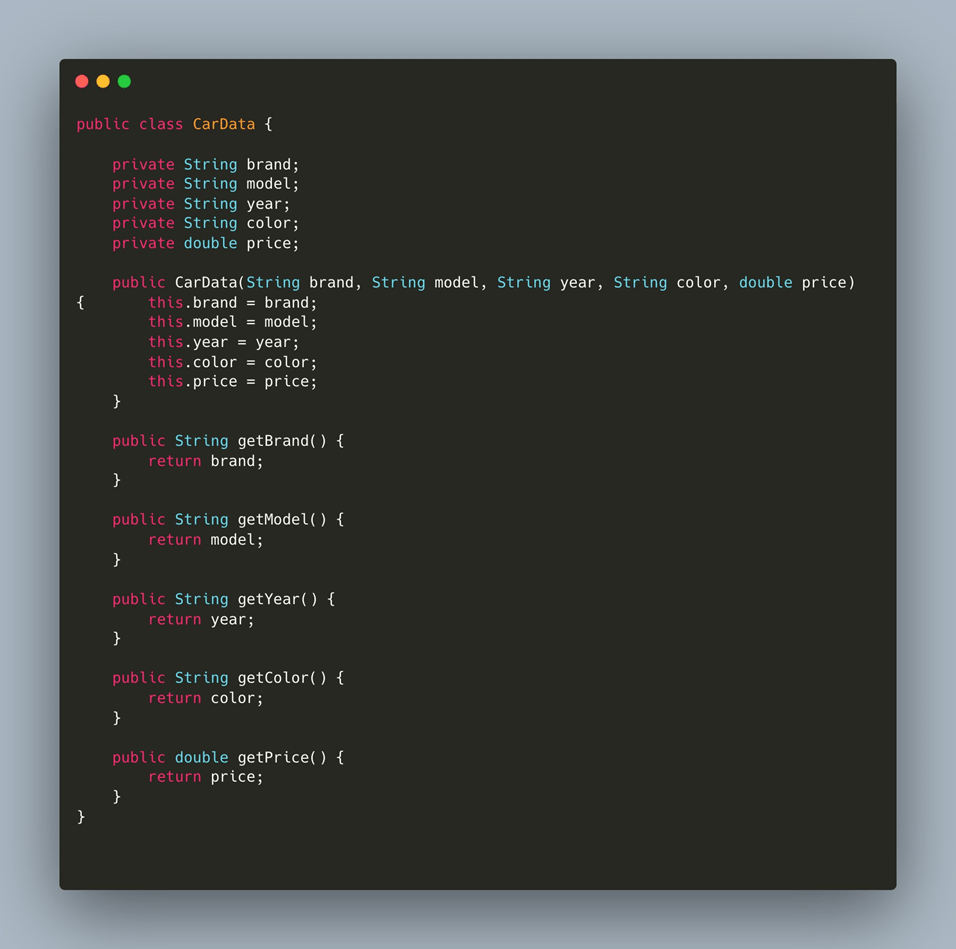 public class CarData {
    private String brand;
    private String model;
    private String year;
    private String color;
    private double price;
    public CarData(String brand, String model, String year, String color, double price)
{       this.brand = brand;
        this.model = model;
        this.year = year;
        this.color = color;
        this.price = price;
    }
    public String getBrand() {
        return brand;
    }
    public String getModel() {
        return model;
    }
    public String getYear() {
        return year;
    }
    public String getColor() {
        return color;
    }
    public double getPrice() {
        return price;
    }
}